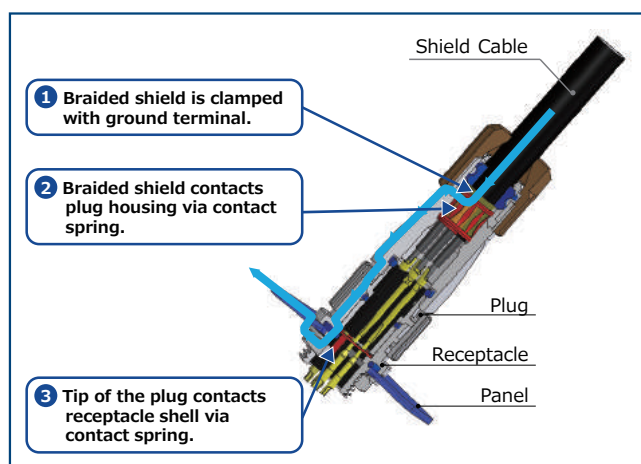 Shield Cable
1 Braided shield is clamped
with ground terminal.
2 Braided shield contacts
plug housing via contact
spring.
Plug
Receptacle
Panel
3 Tip of the plug contacts
receptacle shell via
contact spring.